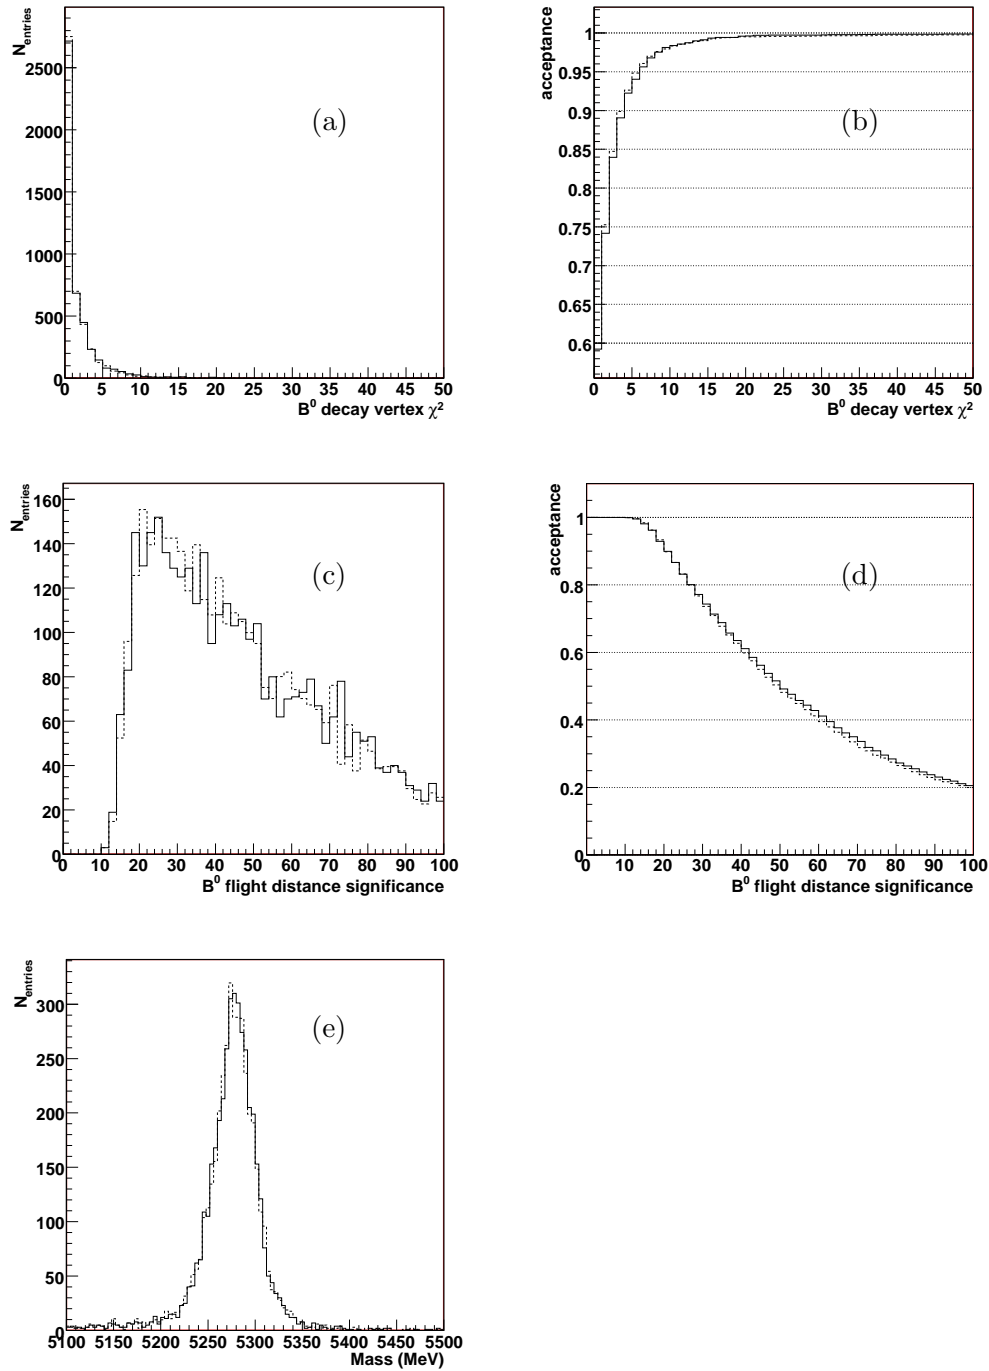 N_entries
2500
2000
1500
1000
500
0
(a)
0 5 10 15 20 25 30 35 40 45 50
B⁰ decay vertex χ²
acceptance
1
0.95
0.9
0.85
0.8
0.75
0.7
0.65
0.6
(b)
0 5 10 15 20 25 30 35 40 45 50
B⁰ decay vertex χ²
N_entries
160
140
120
100
80
60
40
20
0
(c)
0 10 20 30 40 50 60 70 80 90 100
B⁰ flight distance significance
acceptance
1
0.8
0.6
0.4
0.2
0
(d)
0 10 20 30 40 50 60 70 80 90 100
B⁰ flight distance significance
N_entries
300
250
200
150
100
50
0
(e)
5100 5150 5200 5250 5300 5350 5400 5450 5500
Mass (MeV)